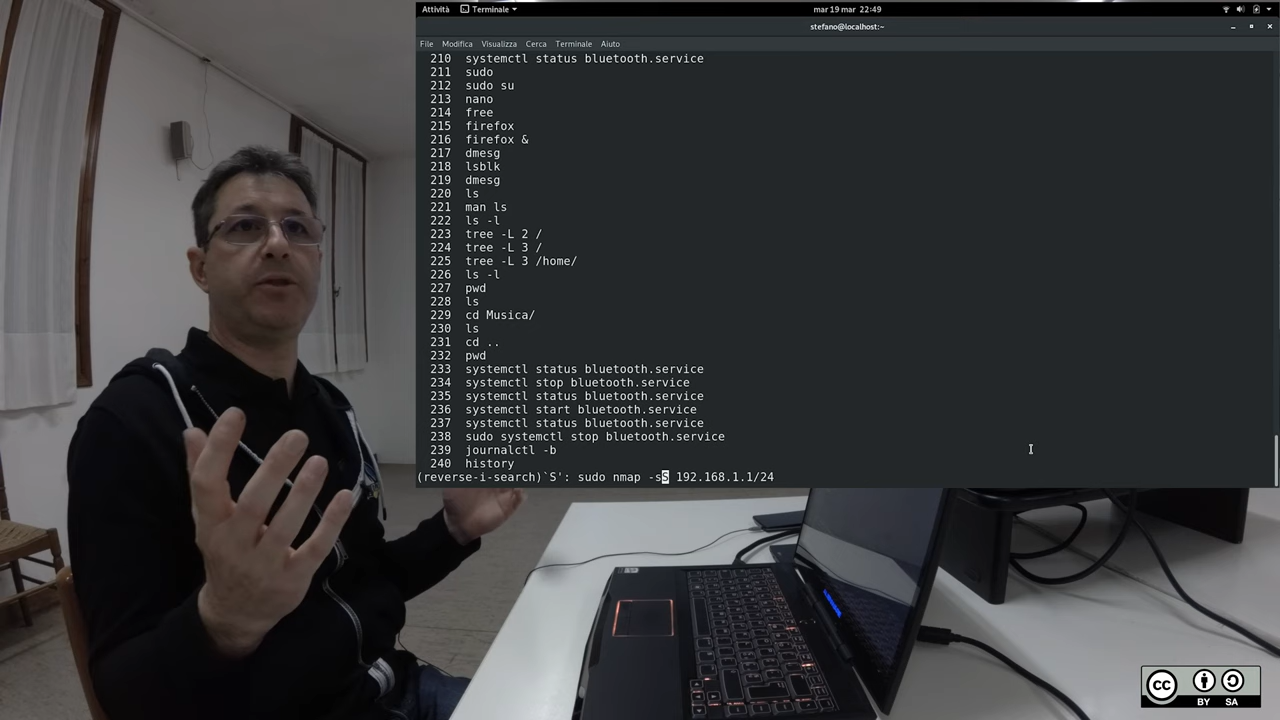 Attività Terminale mar 19 mar 22:49
stefano@localhost:~
File Modifica Visualizza Cerca Terminale Aiuto
210 systemctl status bluetooth.service
211 sudo
212 sudo su
213 nano
214 free
215 firefox
216 firefox &
217 dmesg
218 lsblk
219 dmesg
220 ls
221 man ls
222 ls -l
223 tree -L 2 /
224 tree -L 3 /
225 tree -L 3 /home/
226 ls -l
227 pwd
228 ls
229 cd Musica/
230 ls
231 cd ..
232 pwd
233 systemctl status bluetooth.service
234 systemctl stop bluetooth.service
235 systemctl status bluetooth.service
236 systemctl start bluetooth.service
237 systemctl status bluetooth.service
238 sudo systemctl stop bluetooth.service
239 journalctl -b
240 history
(reverse-i-search)`S': sudo nmap -sS 192.168.1.1/24
cc
BY SA